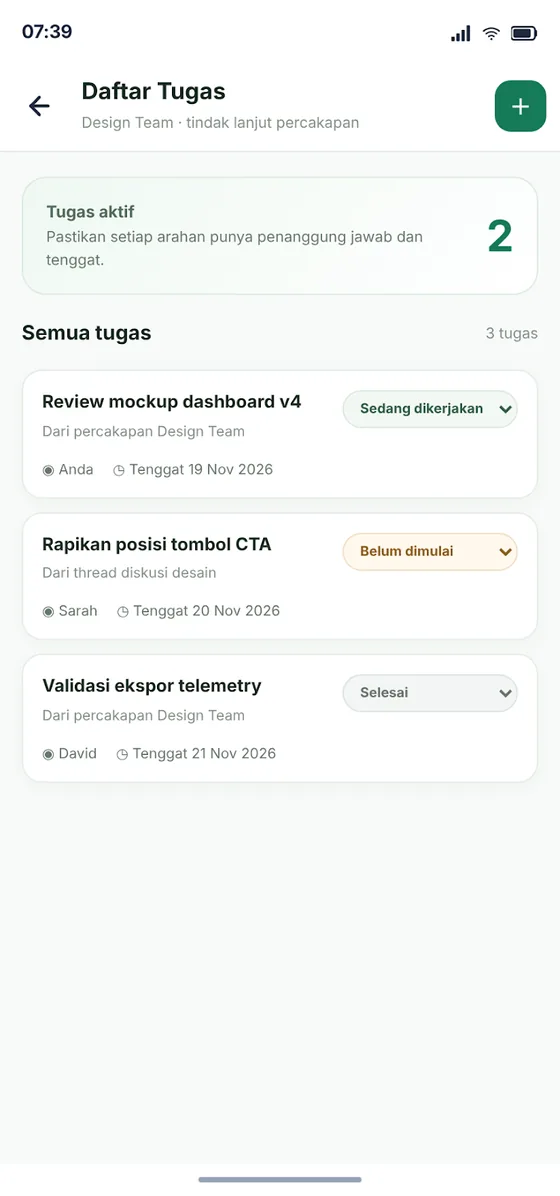 07:39
Daftar Tugas
Design Team · tindak lanjut percakapan
Tugas aktif
Pastikan setiap arahan punya penanggung jawab dan
tenggat.
2
Semua tugas
3 tugas
Review mockup dashboard v4
Sedang dikerjakan
Dari percakapan Design Team
◉ Anda ◷ Tenggat 19 Nov 2026
Rapikan posisi tombol CTA
Belum dimulai
Dari thread diskusi desain
◉ Sarah ◷ Tenggat 20 Nov 2026
Validasi ekspor telemetry
Selesai
Dari percakapan Design Team
◉ David ◷ Tenggat 21 Nov 2026